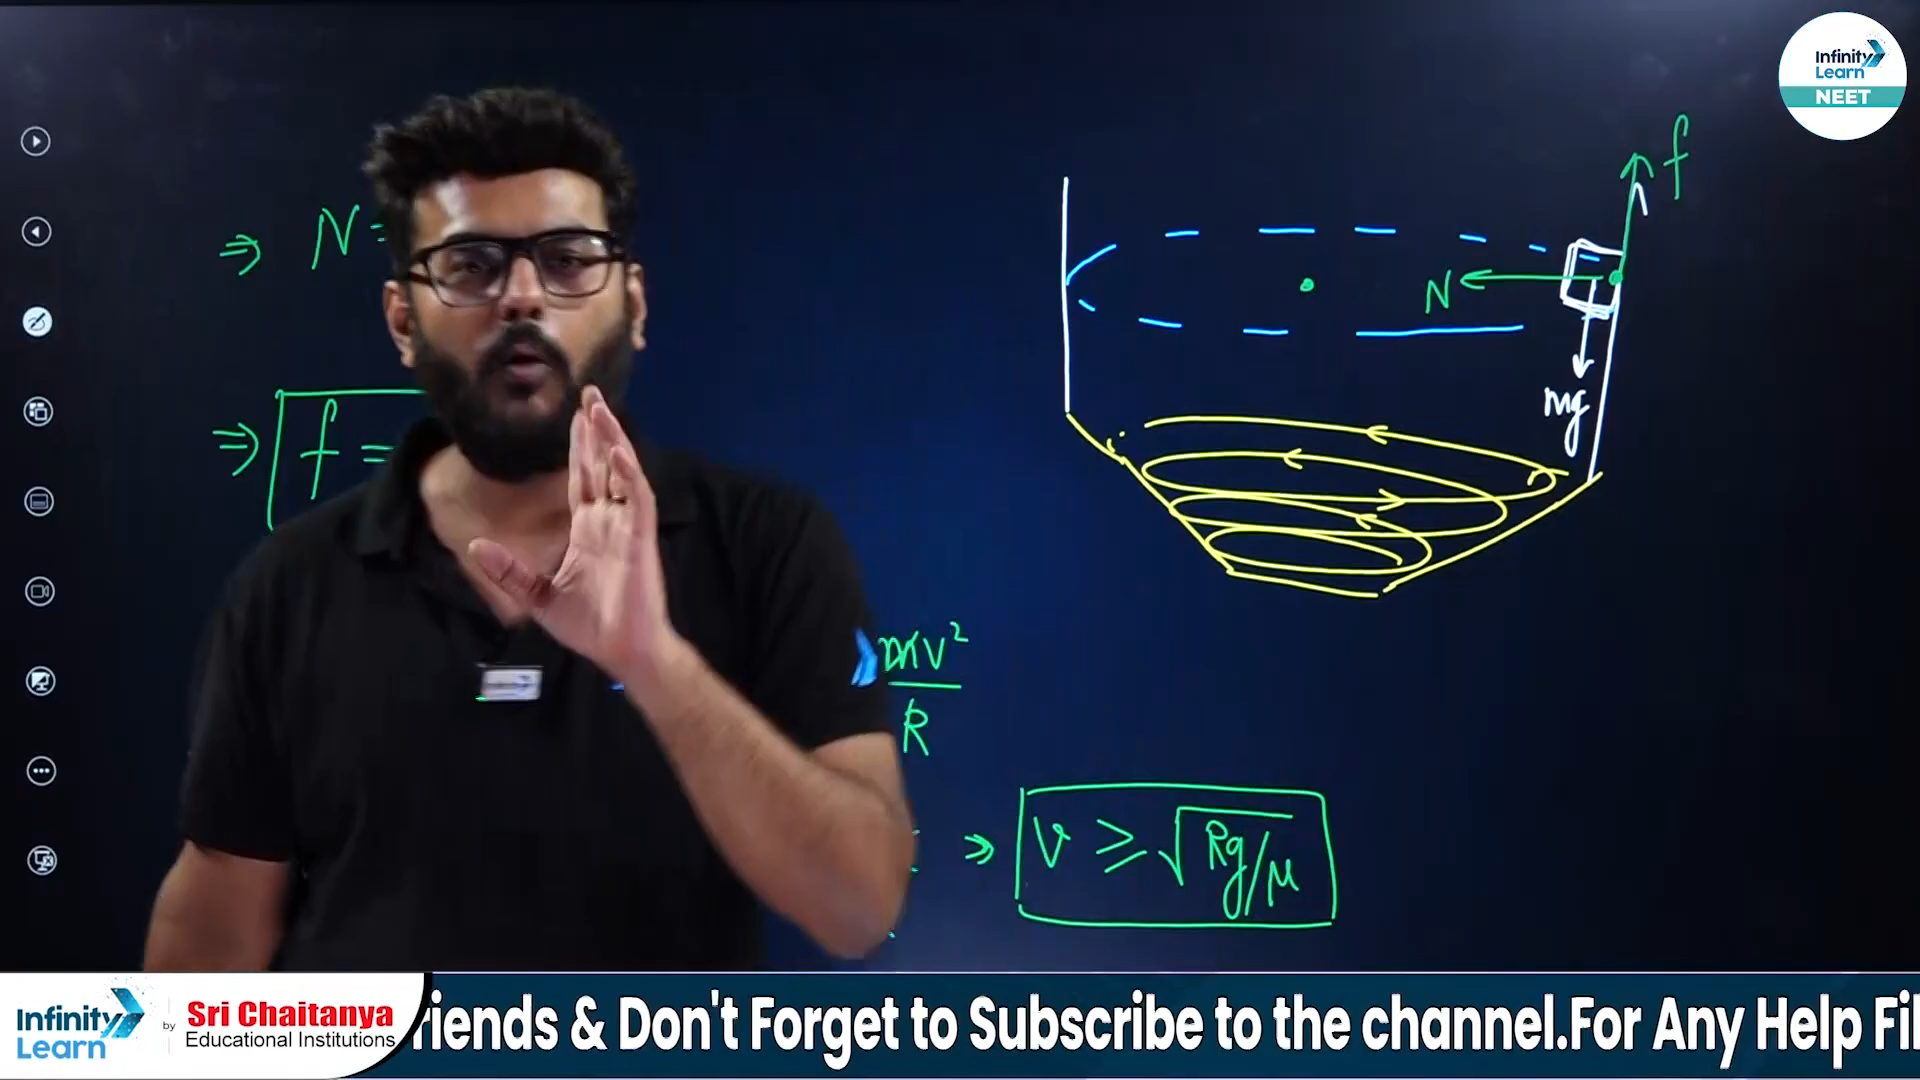 Infinity
Learn
NEET
f
⇒ N =
N
mg
⇒ f =
mv²
R
⇒ v ≥ √Rg/μ
Infinity
Learn
by
Sri Chaitanya
Educational Institutions
riends & Don't Forget to Subscribe to the channel.For Any Help Fil